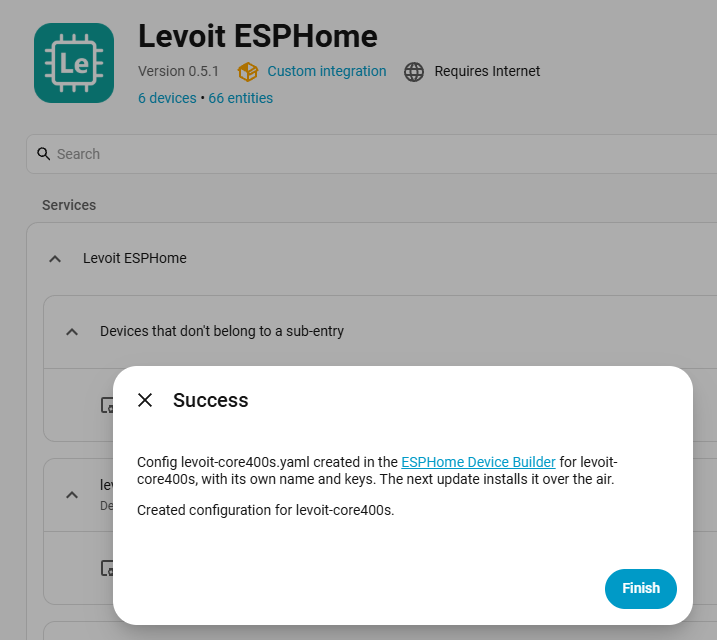 Le
Levoit ESPHome
Version 0.5.1 Custom integration Requires Internet
6 devices • 66 entities
Search
Services
Levoit ESPHome
Devices that don't belong to a sub-entry
Success
Config levoit-core400s.yaml created in the ESPHome Device Builder for levoit-
core400s, with its own name and keys. The next update installs it over the air.
Created configuration for levoit-core400s.
Finish